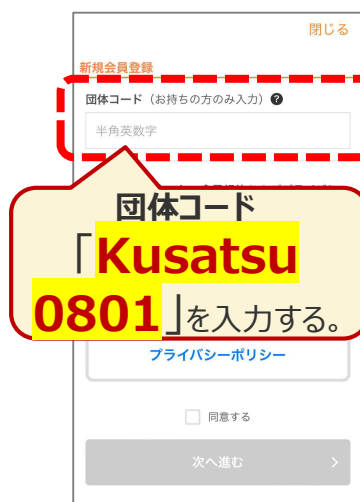 閉じる
新規会員登録
団体コード（お持ちの方のみ入力）?
半角英数字
団体コード
「Kusatsu
0801」を入力する。
プライバシーポリシー
同意する
次へ進む